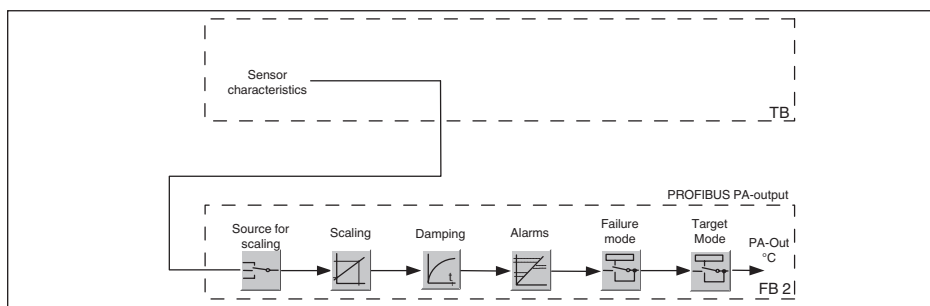 Sensor
characteristics
TB
PROFIBUS PA-output
Source for
scaling
Scaling
Damping
Alarms
Failure
mode
Target
Mode
PA-Out
°C
t
FB 2